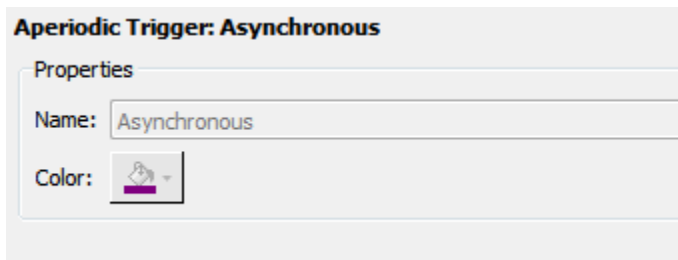 Aperiodic Trigger: Asynchronous
Properties
Name: Asynchronous
Color: